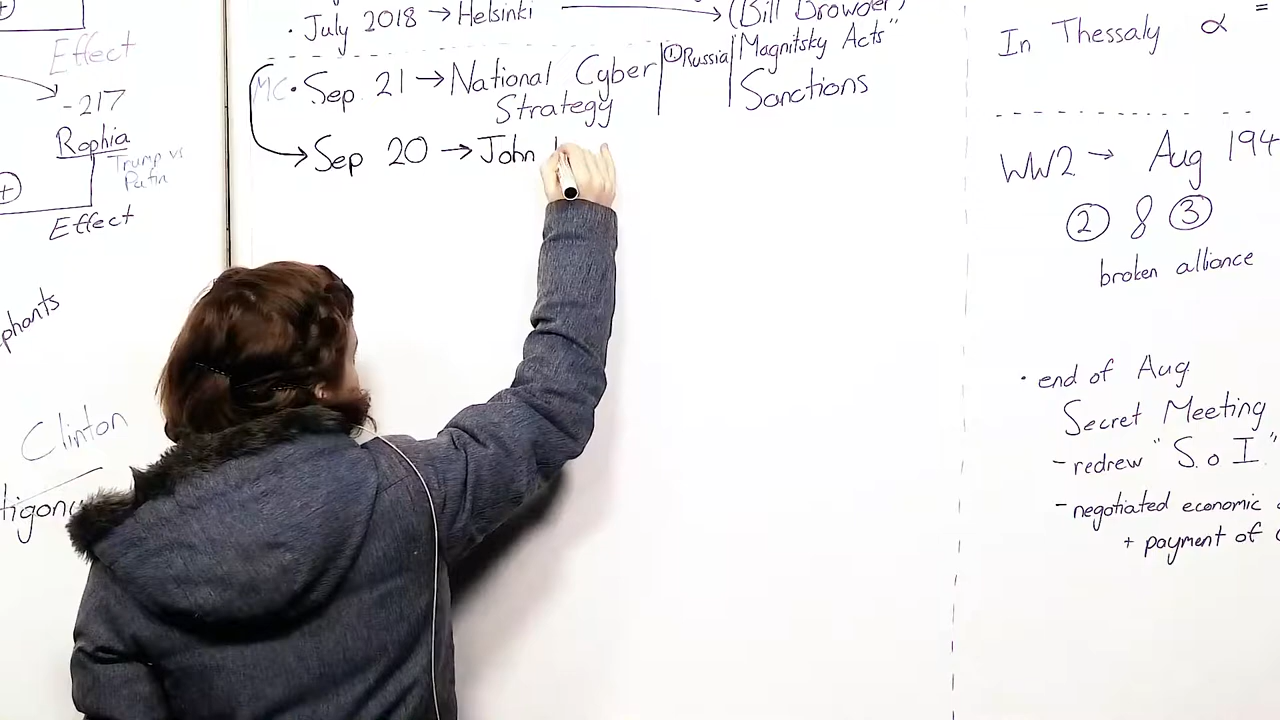 Effect
-217
Raphia
Trump vs
Putin
Effect
Clinton
· July 2018 → Helsinki → (Bill Browder)
MC · Sep 21 → National Cyber
Strategy
① Russia
"Magnitsky Acts"
Sanctions
→ Sep 20 → John
In Thessaly α =
WW2 → Aug 194
② & ③
broken alliance
· end of Aug
Secret Meeting
- redrew "S. o I."
- negotiated economic
+ payment of